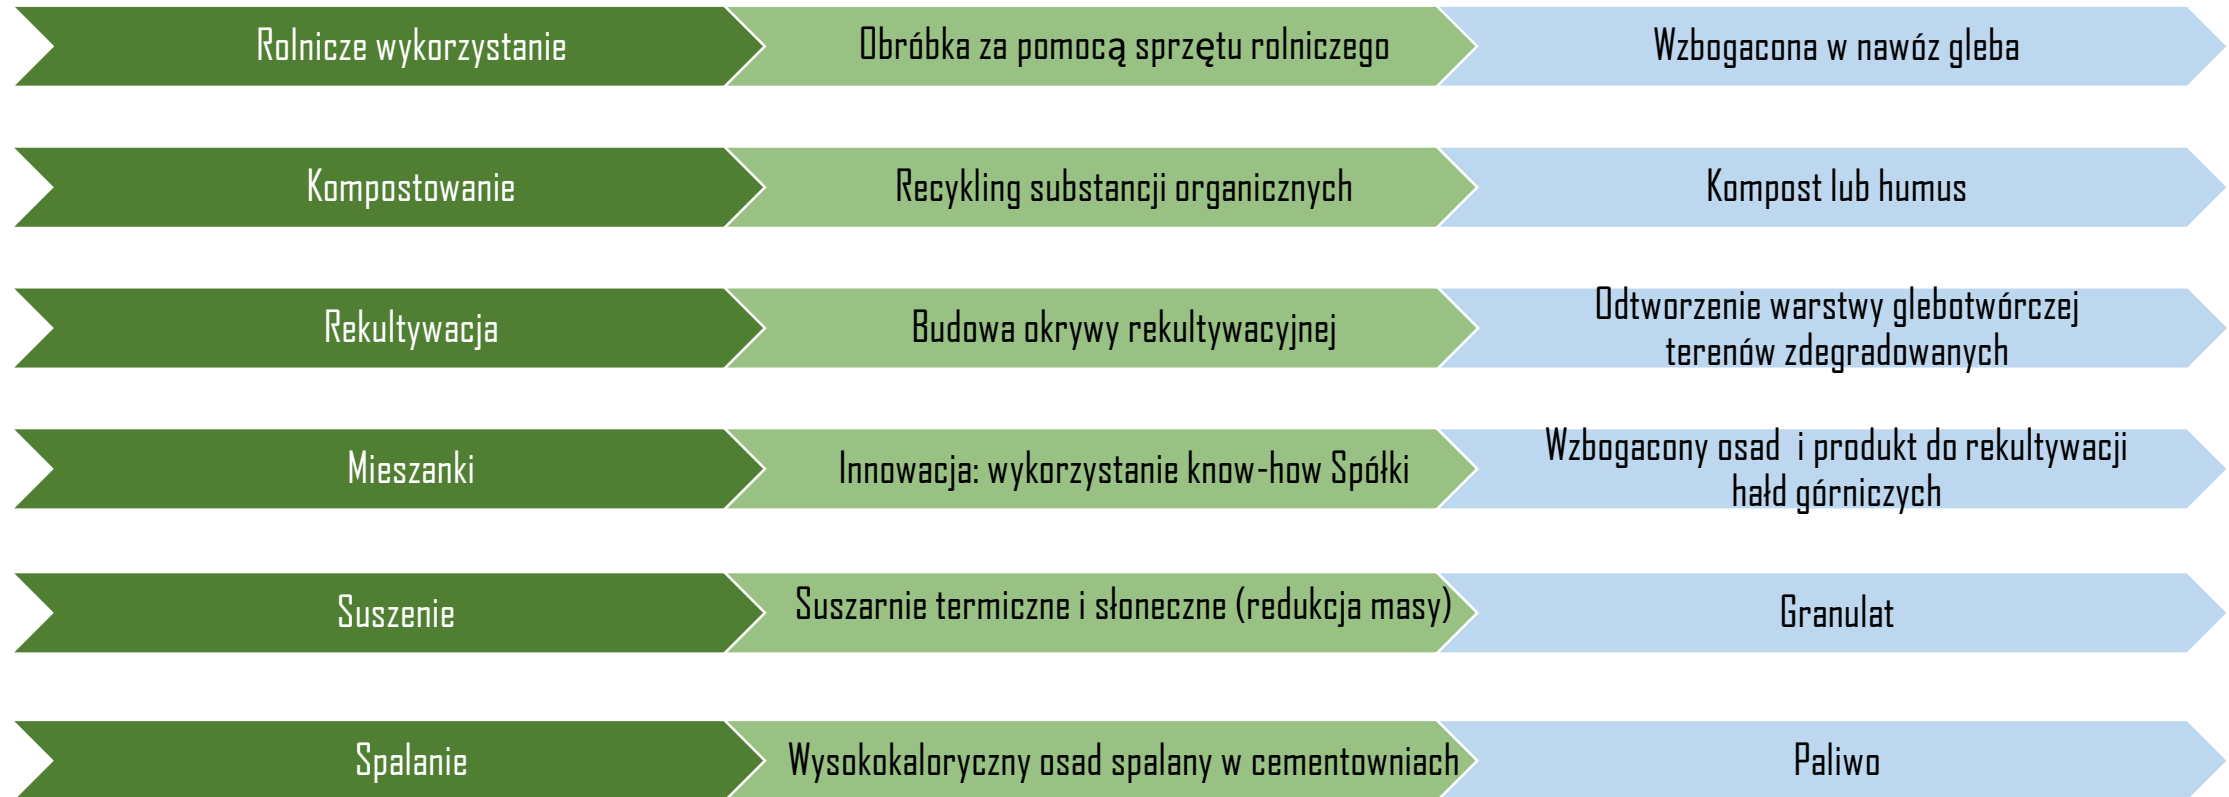 Rolnicze wykorzystanie
Obróbka za pomocą sprzętu rolniczego
Wzbogacona w nawóz gleba
Kompostowanie
Recykling substancji organicznych
Kompost lub humus
Rekultywacja
Budowa okrywy rekultywacyjnej
Odtworzenie warstwy glebotwórczej
terenów zdegradowanych
Mieszanki
Innowacja: wykorzystanie know-how Spółki
Wzbogacony osad  i produkt do rekultywacji
hałd górniczych
Suszenie
Suszarnie termiczne i słoneczne (redukcja masy)
Granulat
Spalanie
Wysokokaloryczny osad spalany w cementowniach
Paliwo